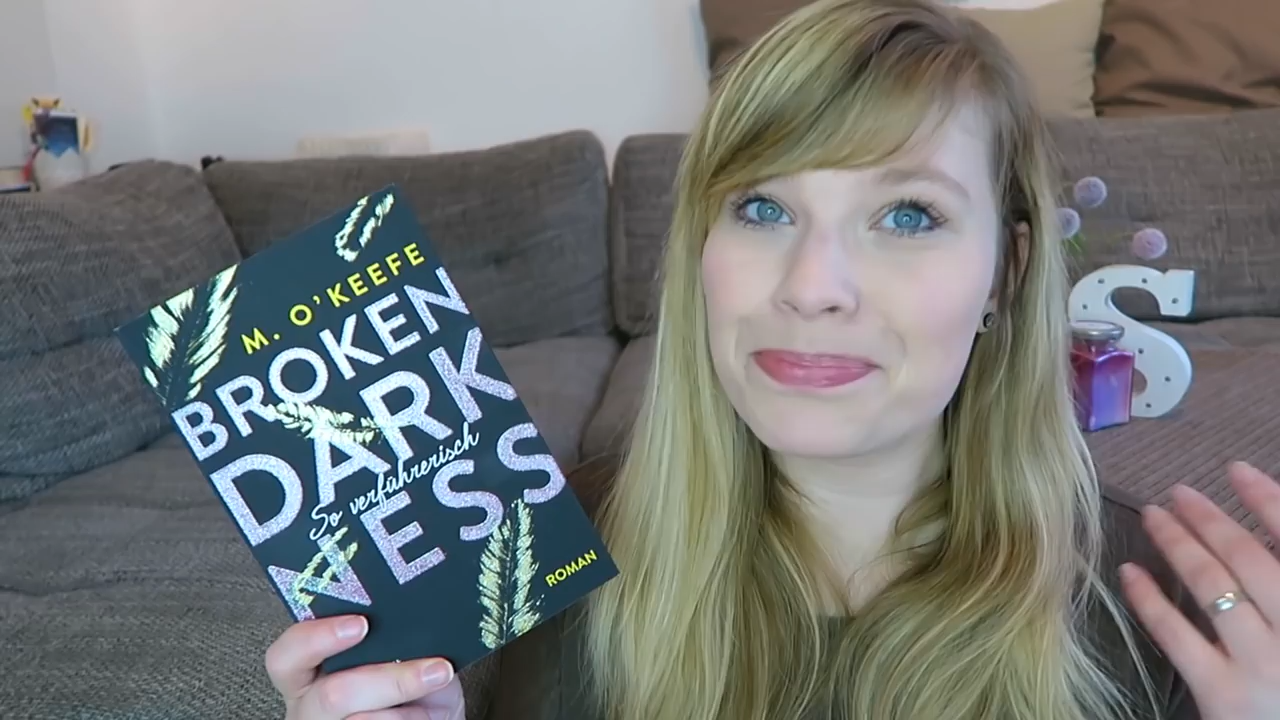 M. O'KEEFE
BROKEN
DARK
So verführerisch
NESS
ROMAN
S